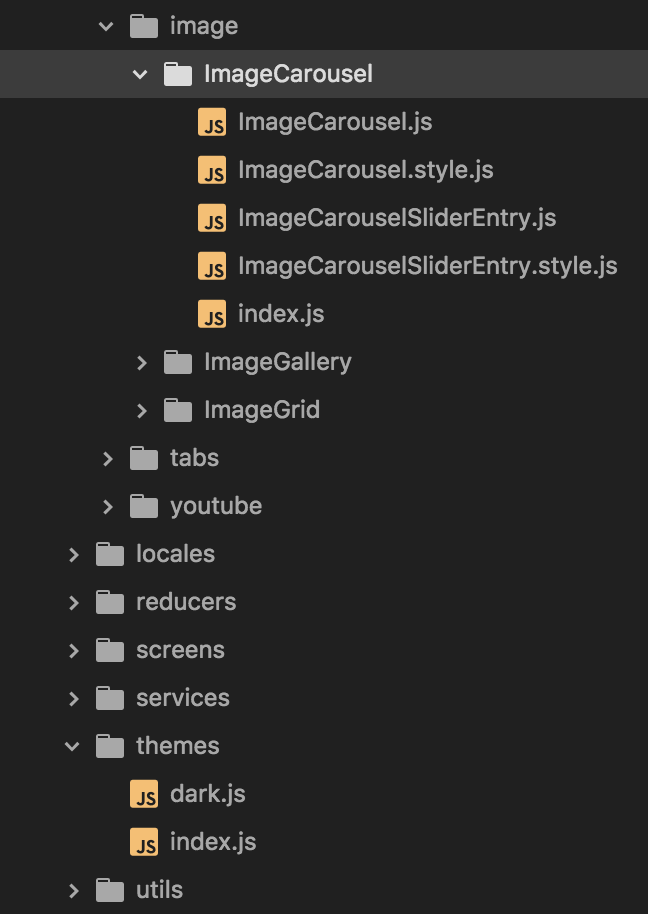 image
ImageCarousel
JS ImageCarousel.js
JS ImageCarousel.style.js
JS ImageCarouselSliderEntry.js
JS ImageCarouselSliderEntry.style.js
JS index.js
ImageGallery
ImageGrid
tabs
youtube
locales
reducers
screens
services
themes
JS dark.js
JS index.js
utils